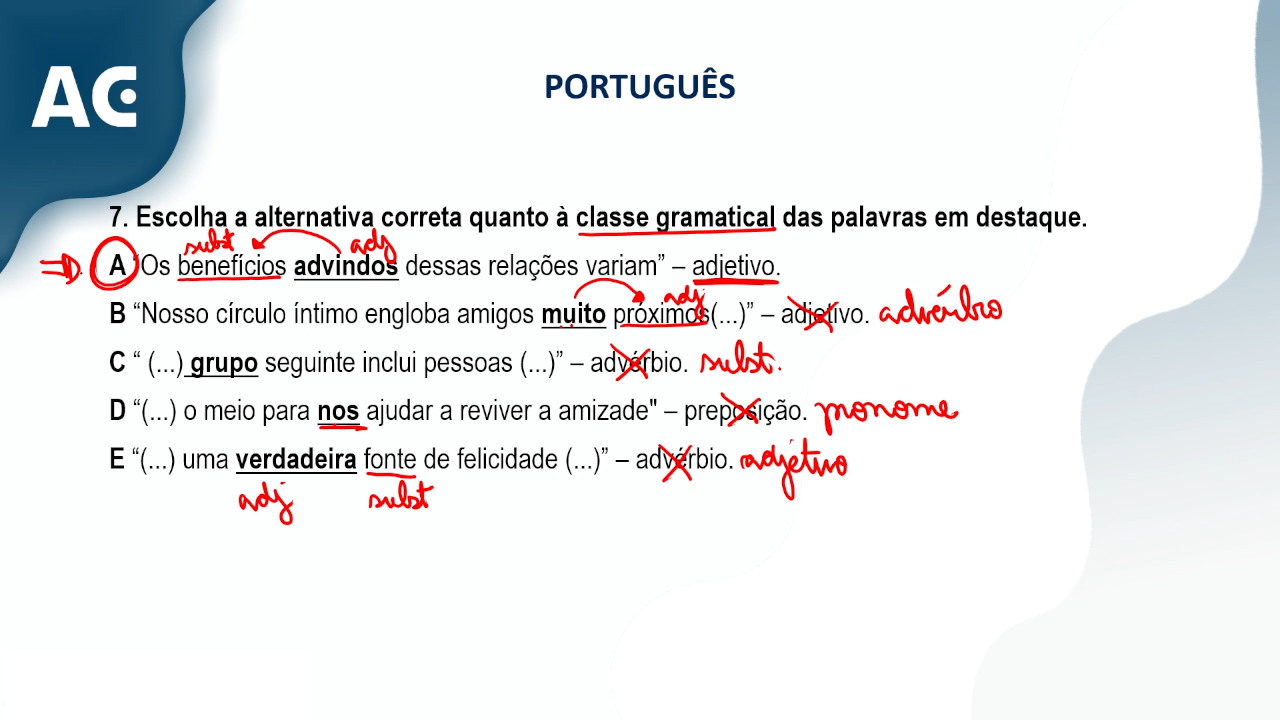 AC
PORTUGUÊS
7. Escolha a alternativa correta quanto à classe gramatical das palavras em destaque.
subst adj
A “Os benefícios advindos dessas relações variam” – adjetivo.
adj
B “Nosso círculo íntimo engloba amigos muito próximos(...)” – adjetivo. advérbio
C “ (...) grupo seguinte inclui pessoas (...)” – advérbio. subst.
D “(...) o meio para nos ajudar a reviver a amizade" – preposição. pronome
E “(...) uma verdadeira fonte de felicidade (...)” – advérbio. adjetivo
adj subst